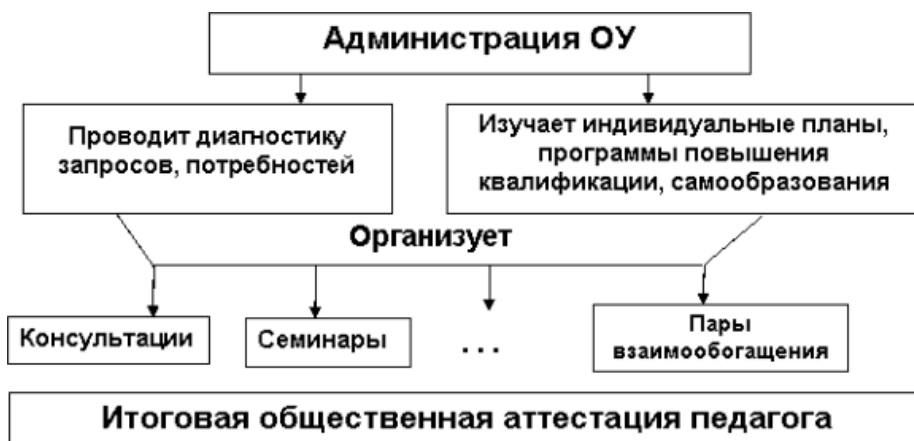 Администрация ОУ
Проводит диагностику
запросов, потребностей
Изучает индивидуальные планы,
программы повышения
квалификации, самообразования
Организует
Консультации
Семинары
...
Пары
взаимообогащения
Итоговая общественная аттестация педагога